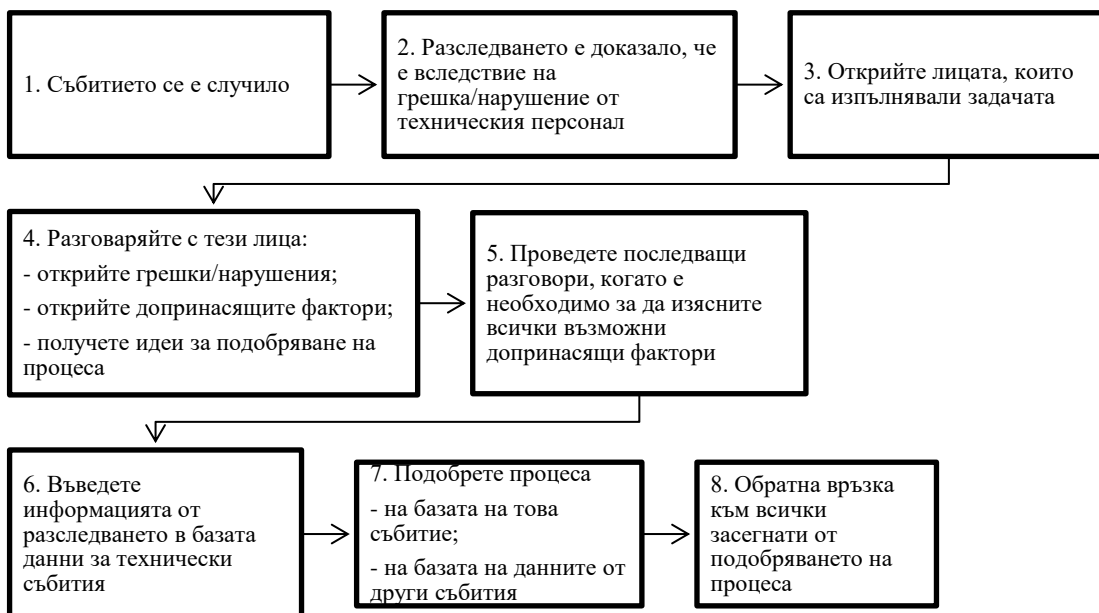 1. Събитието се е случило
2. Разследването е доказало, че
е вследствие на
грешка/нарушение от
техническия персонал
3. Открийте лицата, които
са изпълнявали задачата
4. Разговаряйте с тези лица:
- открийте грешки/нарушения;
- открийте допринасящите фактори;
- получете идеи за подобряване на
процеса
5. Проведете последващи
разговори, когато е
необходимо за да изясните
всички възможни
допринасящи фактори
6. Въведете
информацията от
разследването в базата
данни за технически
събития
7. Подобрете процеса
- на базата на това
събитие;
- на базата на данните от
други събития
8. Обратна връзка
към всички
засегнати от
подобряването на
процеса